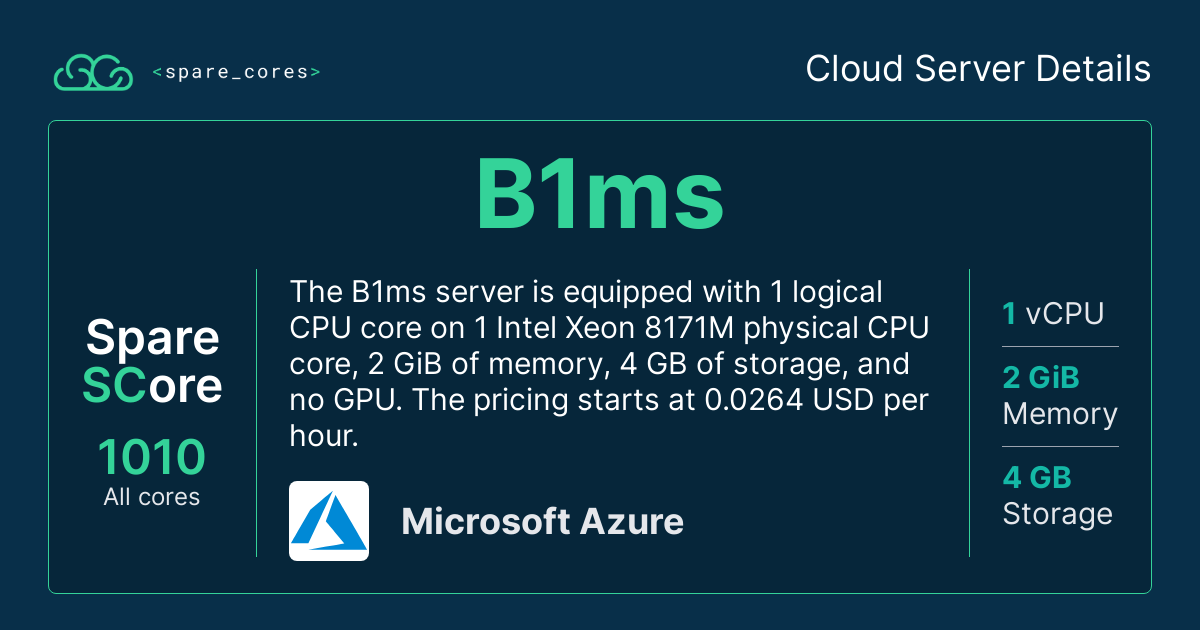 <spare_cores>
Cloud Server Details
B1ms
Spare
SCore
1010
All cores
The B1ms server is equipped with 1 logical
CPU core on 1 Intel Xeon 8171M physical CPU
core, 2 GiB of memory, 4 GB of storage, and
no GPU. The pricing starts at 0.0264 USD per
hour.
Microsoft Azure
1 vCPU
2 GiB
Memory
4 GB
Storage